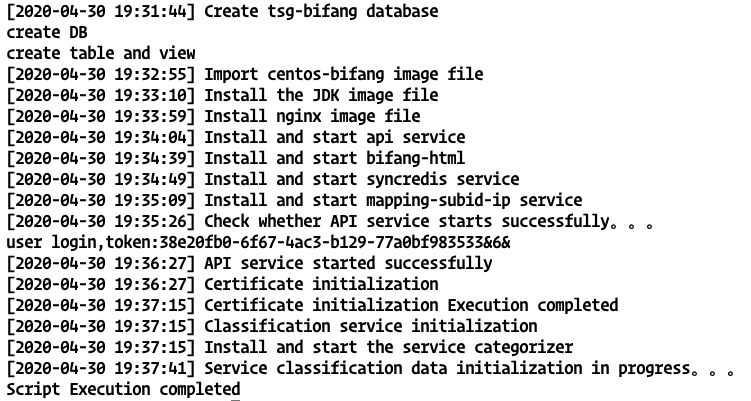 [2020-04-30 19:31:44] Create tsg-bifang database
create DB
create table and view
[2020-04-30 19:32:55] Import centos-bifang image file
[2020-04-30 19:33:10] Install the JDK image file
[2020-04-30 19:33:59] Install nginx image file
[2020-04-30 19:34:04] Install and start api service
[2020-04-30 19:34:39] Install and start bifang-html
[2020-04-30 19:34:49] Install and start syncredis service
[2020-04-30 19:35:09] Install and start mapping-subid-ip service
[2020-04-30 19:35:26] Check whether API service starts successfully。。。
user login,token:38e20fb0-6f67-4ac3-b129-77a0bf983533&6&
[2020-04-30 19:36:27] API service started successfully
[2020-04-30 19:36:27] Certificate initialization
[2020-04-30 19:37:15] Certificate initialization Execution completed
[2020-04-30 19:37:15] Classification service initialization
[2020-04-30 19:37:15] Install and start the service categorizer
[2020-04-30 19:37:41] Service classification data initialization in progress。。。
Script Execution completed